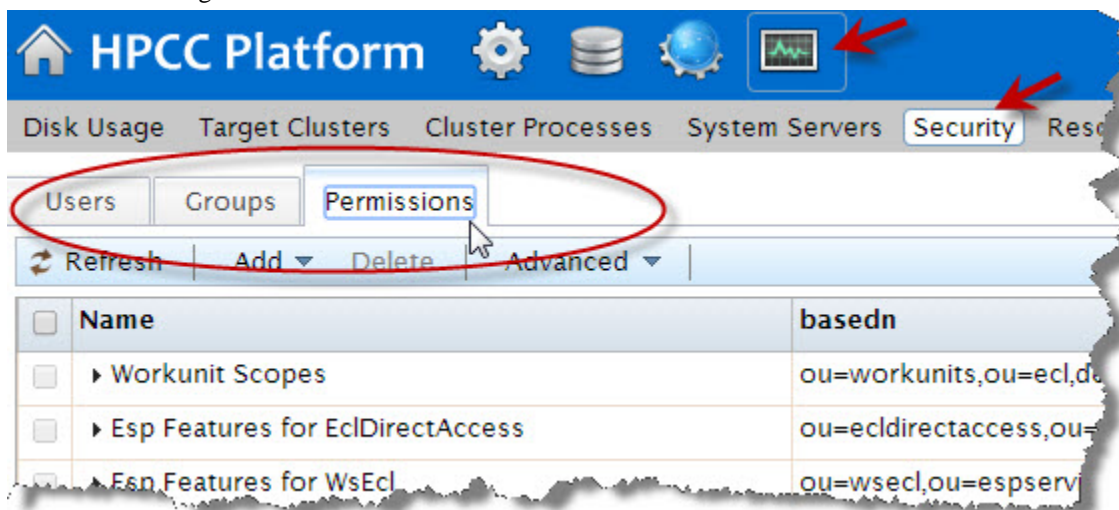 HPCC Platform
Disk Usage Target Clusters Cluster Processes System Servers Security
Users Groups Permissions
Refresh Add Delete Advanced
Name basedn
Workunit Scopes ou=workunits,ou=ecl,
Esp Features for EclDirectAccess ou=ecldirectaccess,ou=
Esp Features for WsEcl ou=wsecl,ou=espserv